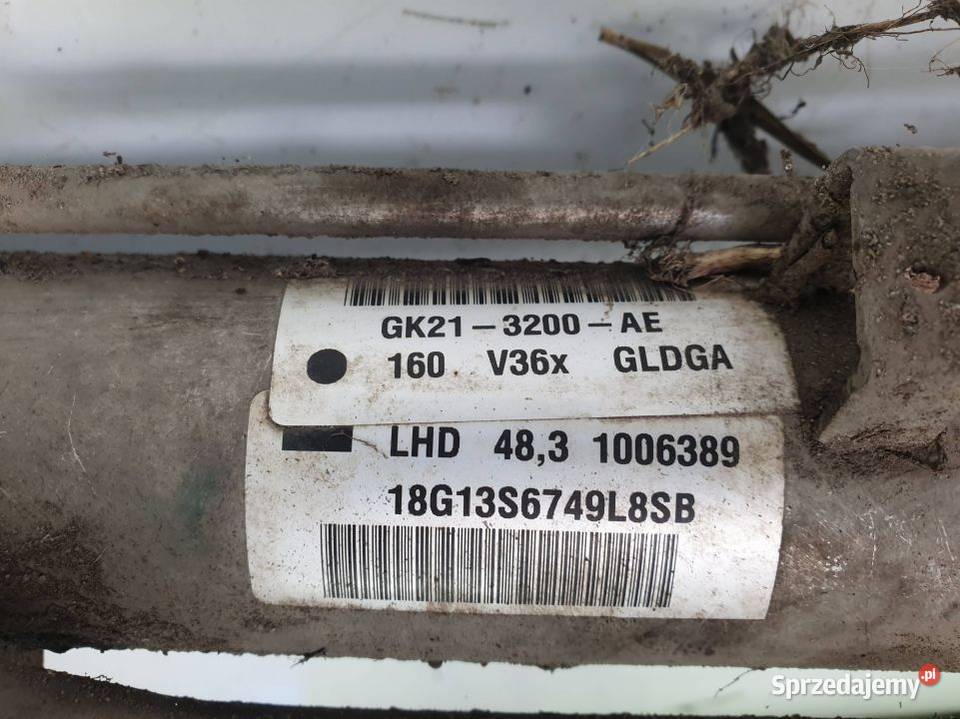 GK21-3200-AE
160 V36x GLDGA
LHD 48,3 1006389
18G13S6749L8SB
Sprzedajemy.pl